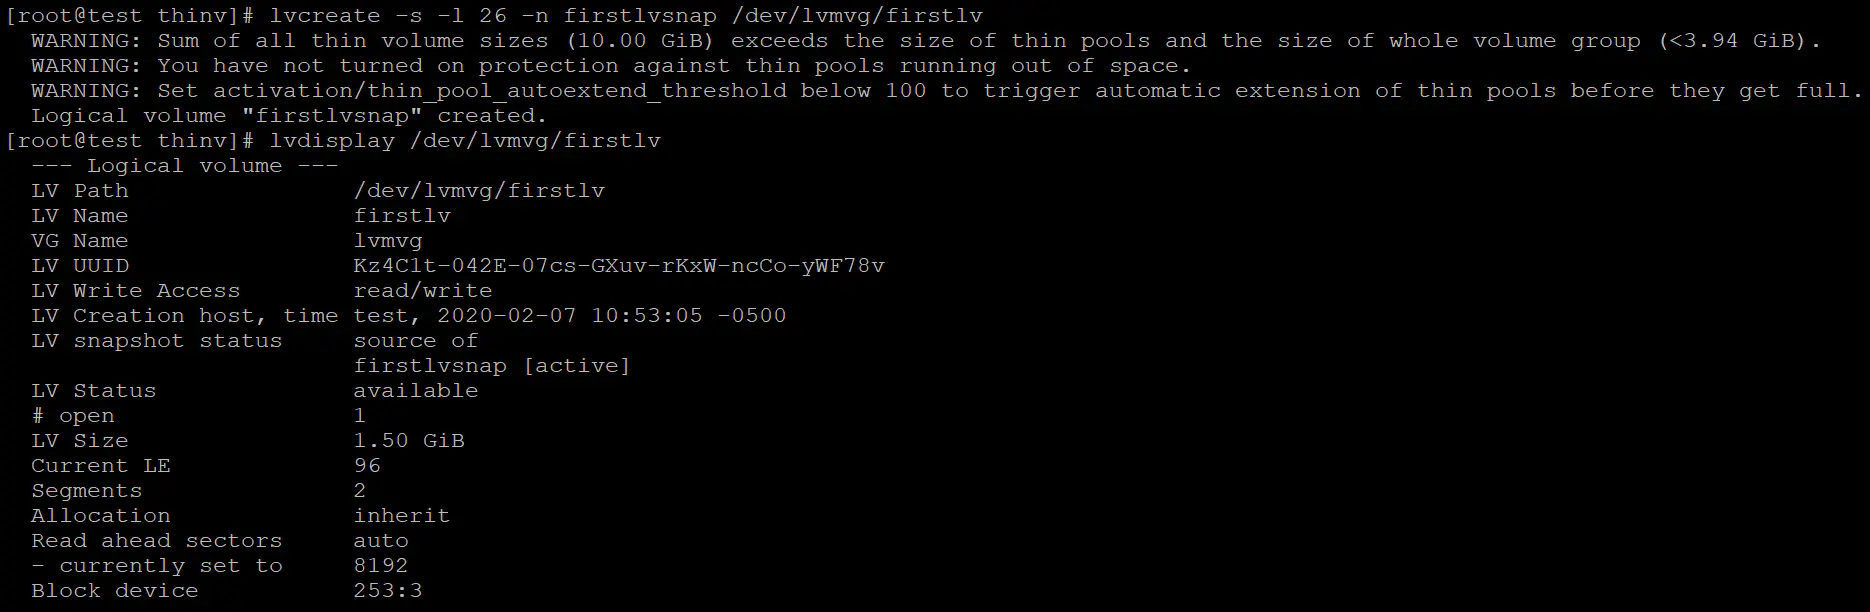 [root@test thinv]# lvcreate -s -l 26 -n firstlvsnap /dev/lvmvg/firstlv
  WARNING: Sum of all thin volume sizes (10.00 GiB) exceeds the size of thin pools and the size of whole volume group (<3.94 GiB).
  WARNING: You have not turned on protection against thin pools running out of space.
  WARNING: Set activation/thin_pool_autoextend_threshold below 100 to trigger automatic extension of thin pools before they get full.
  Logical volume "firstlvsnap" created.
[root@test thinv]# lvdisplay /dev/lvmvg/firstlv
  --- Logical volume ---
  LV Path                /dev/lvmvg/firstlv
  LV Name                firstlv
  VG Name                lvmvg
  LV UUID                Kz4C1t-042E-07cs-GXuv-rKxW-ncCo-yWF78v
  LV Write Access        read/write
  LV Creation host, time test, 2020-02-07 10:53:05 -0500
  LV snapshot status     source of
                         firstlvsnap [active]
  LV Status              available
  # open                 1
  LV Size                1.50 GiB
  Current LE             96
  Segments               2
  Allocation             inherit
  Read ahead sectors     auto
  - currently set to     8192
  Block device           253:3